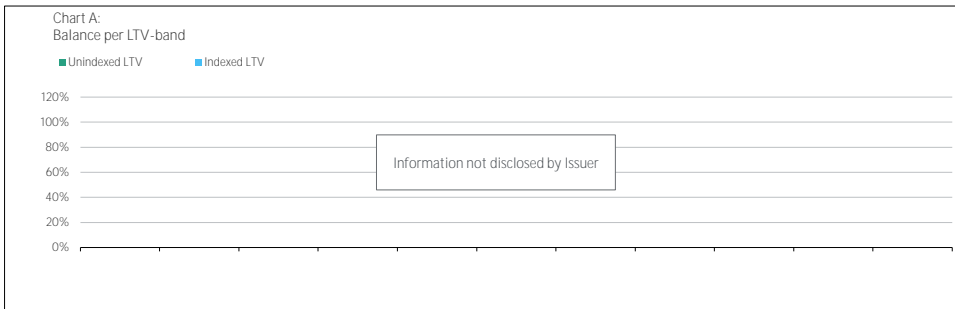 Chart A:
Balance per LTV-band
Unindexed LTV Indexed LTV
120%
100%
80%
Information not disclosed by Issuer
60%
40%
20%
0%